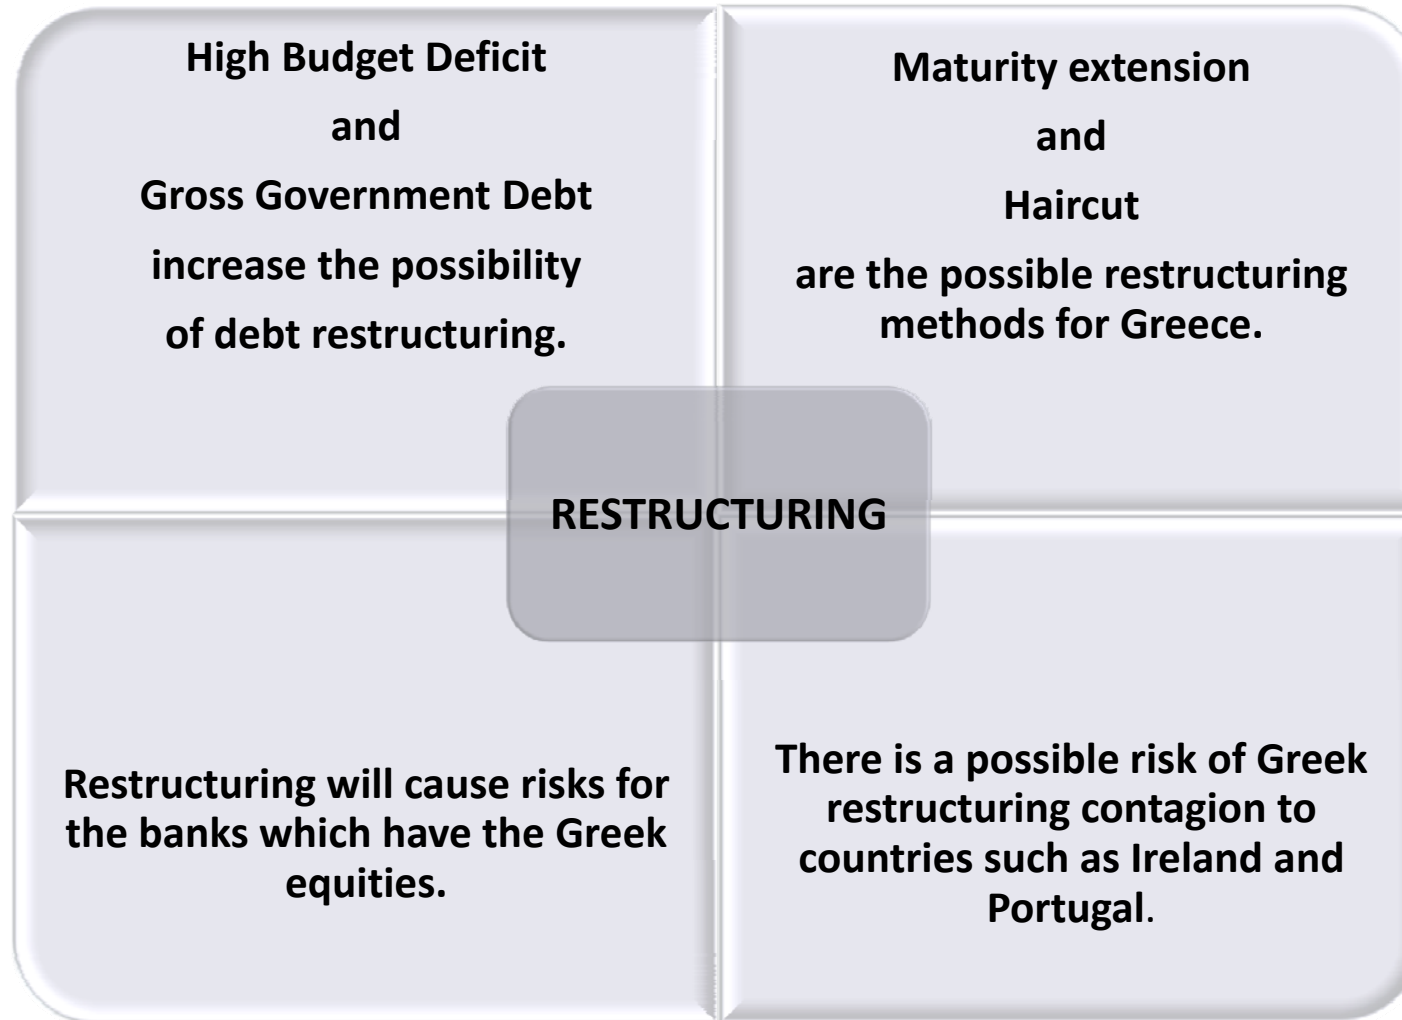 High Budget Deficit
and
Gross Government Debt
increase the possibility
of debt restructuring.
Maturity extension
and
Haircut
are the possible restructuring
methods for Greece.
RESTRUCTURING
Restructuring will cause risks for
the banks which have the Greek
equities.
There is a possible risk of Greek
restructuring contagion to
countries such as Ireland and
Portugal.